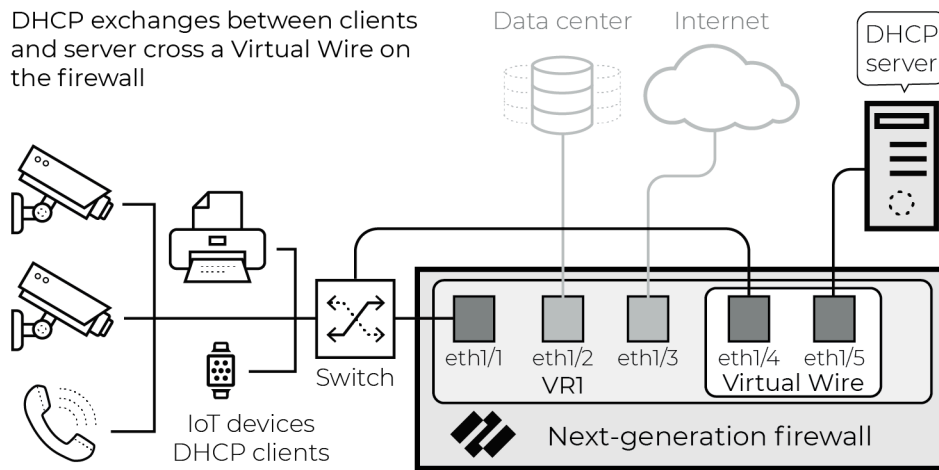 DHCP exchanges between clients
and server cross a Virtual Wire on
the firewall
Data center
Internet
DHCP
server
eth1/1
eth1/2
eth1/3
eth1/4
eth1/5
VR1
Virtual Wire
Switch
IoT devices
DHCP clients
Next-generation firewall